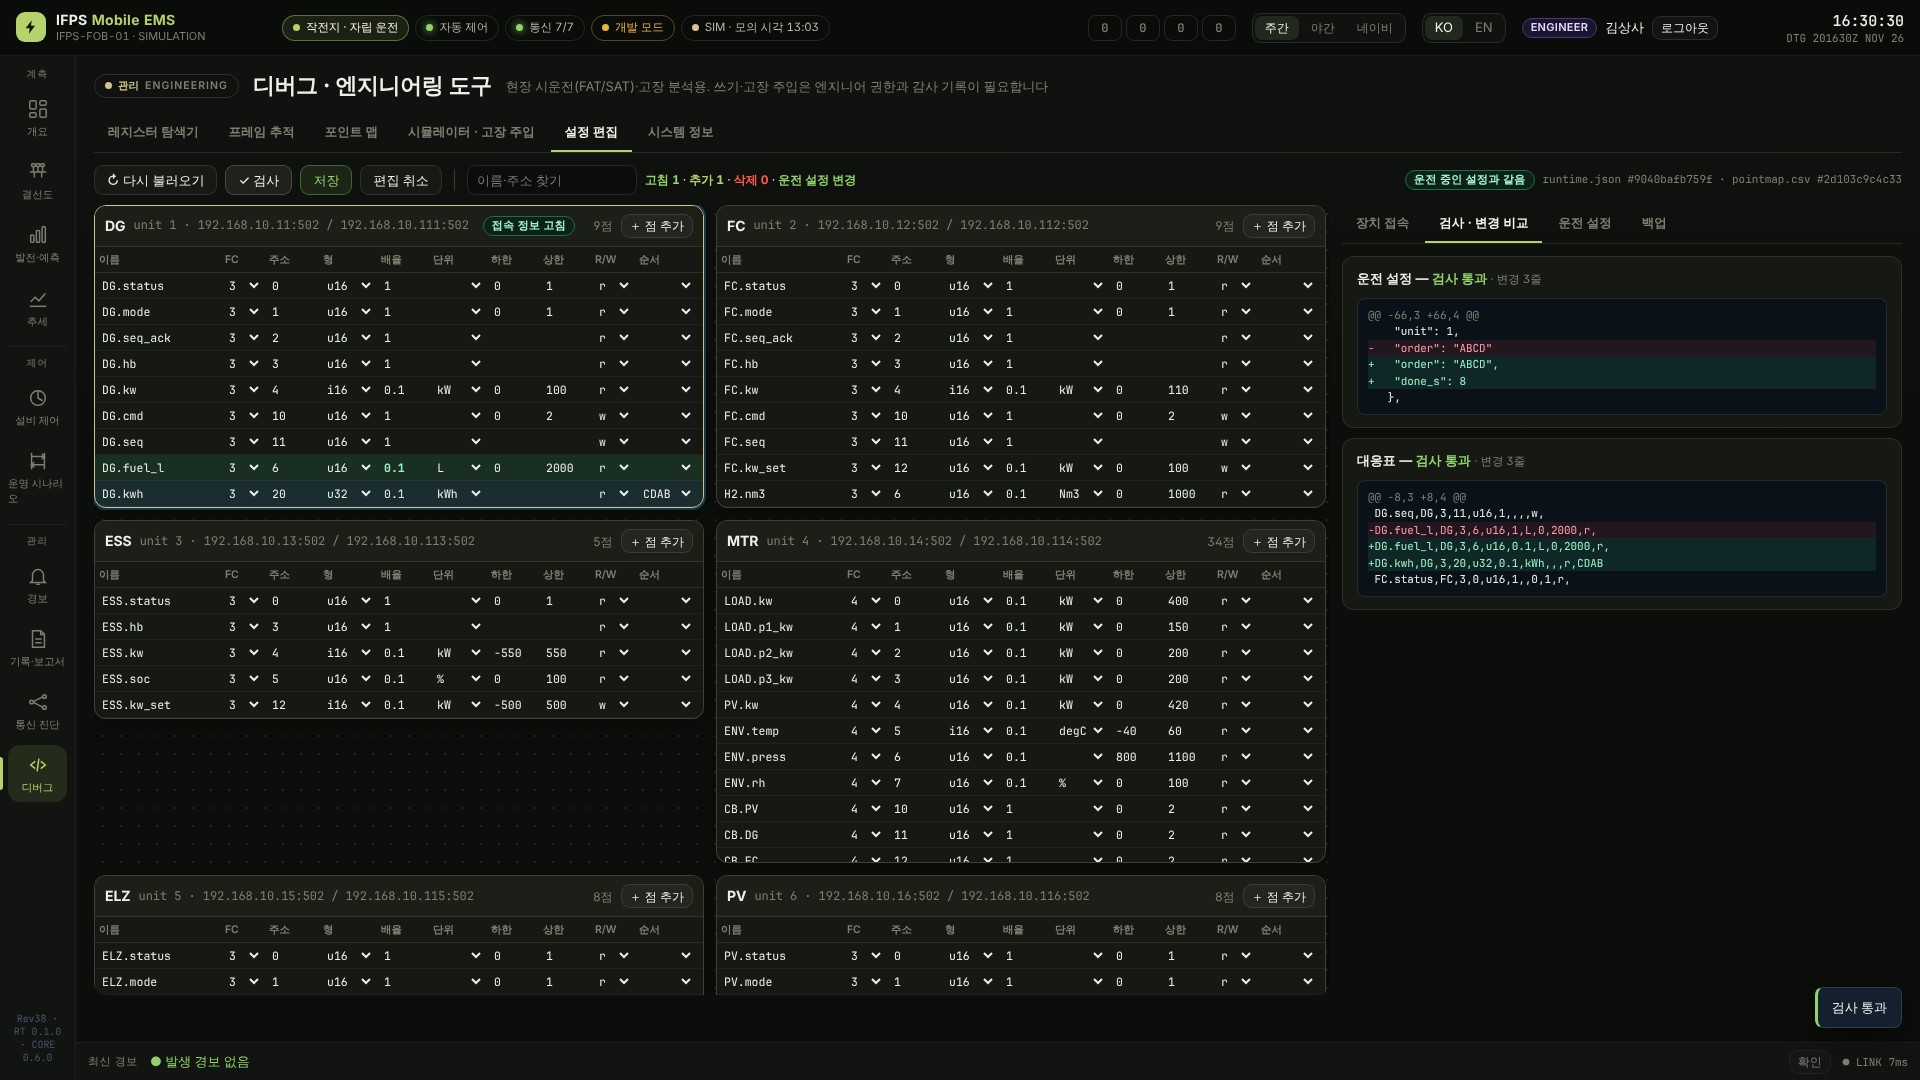 IFPS Mobile EMS
IFPS-FOB-01 · SIMULATION
작전지 · 자립 운전
자동 제어
통신 7/7
개발 모드
SIM · 모의 시각 13:03
0 0 0 0
주간 야간 네이비
KO EN
ENGINEER 김상사 로그아웃
16:30:30
DTG 201630Z NOV 26
계측
개요
결선도
발전·예측
추세
제어
설비 제어
운영 시나리오
관리
경보
기록·보고서
통신 진단
디버그
Rev38 · RT 0.1.0 · CORE 0.6.0
관리 ENGINEERING
디버그 · 엔지니어링 도구
현장 시운전(FAT/SAT)·고장 분석용. 쓰기·고장 주입은 엔지니어 권한과 감사 기록이 필요합니다
레지스터 탐색기 프레임 추적 포인트 맵 시뮬레이터 · 고장 주입 설정 편집 시스템 정보
↻ 다시 불러오기 ✓ 검사 저장 편집 취소 이름·주소 찾기 고침 1 · 추가 1 · 삭제 0 · 운전 설정 변경
운전 중인 설정과 같음 runtime.json #9040bafb759f · pointmap.csv #2d103c9c4c33
DG unit 1 · 192.168.10.11:502 / 192.168.10.111:502 접속 정보 고침 9점 + 점 추가
이름 FC 주소 형 배율 단위 하한 상한 R/W 순서
DG.status 3 0 u16 1 0 1 r
DG.mode 3 1 u16 1 0 1 r
DG.seq_ack 3 2 u16 1 r
DG.hb 3 3 u16 1 r
DG.kw 3 4 i16 0.1 kW 0 100 r
DG.cmd 3 10 u16 1 0 2 w
DG.seq 3 11 u16 1 w
DG.fuel_l 3 6 u16 0.1 L 0 2000 r
DG.kwh 3 20 u32 0.1 kWh r CDAB
FC unit 2 · 192.168.10.12:502 / 192.168.10.112:502 9점 + 점 추가
이름 FC 주소 형 배율 단위 하한 상한 R/W 순서
FC.status 3 0 u16 1 0 1 r
FC.mode 3 1 u16 1 0 1 r
FC.seq_ack 3 2 u16 1 r
FC.hb 3 3 u16 1 r
FC.kw 3 4 i16 0.1 kW 0 110 r
FC.cmd 3 10 u16 1 0 2 w
FC.seq 3 11 u16 1 w
FC.kw_set 3 12 u16 0.1 kW 0 100 w
H2.nm3 3 6 u16 0.1 Nm3 0 1000 r
ESS unit 3 · 192.168.10.13:502 / 192.168.10.113:502 5점 + 점 추가
이름 FC 주소 형 배율 단위 하한 상한 R/W 순서
ESS.status 3 0 u16 1 0 1 r
ESS.hb 3 3 u16 1 r
ESS.kw 3 4 i16 0.1 kW -550 550 r
ESS.soc 3 5 u16 0.1 % 0 100 r
ESS.kw_set 3 12 i16 0.1 kW -500 500 w
MTR unit 4 · 192.168.10.14:502 / 192.168.10.114:502 34점 + 점 추가
이름 FC 주소 형 배율 단위 하한 상한 R/W 순서
LOAD.kw 4 0 u16 0.1 kW 0 400 r
LOAD.p1_kw 4 1 u16 0.1 kW 0 150 r
LOAD.p2_kw 4 2 u16 0.1 kW 0 200 r
LOAD.p3_kw 4 3 u16 0.1 kW 0 200 r
PV.kw 4 4 u16 0.1 kW 0 420 r
ENV.temp 4 5 i16 0.1 degC -40 60 r
ENV.press 4 6 u16 0.1 800 1100 r
ENV.rh 4 7 u16 0.1 % 0 100 r
CB.PV 4 10 u16 1 0 2 r
CB.DG 4 11 u16 1 0 2 r
CB.FC 4 12 u16 1 0 2 r
ELZ unit 5 · 192.168.10.15:502 / 192.168.10.115:502 8점 + 점 추가
이름 FC 주소 형 배율 단위 하한 상한 R/W 순서
ELZ.status 3 0 u16 1 0 1 r
ELZ.mode 3 1 u16 1 0 1 r
PV unit 6 · 192.168.10.16:502 / 192.168.10.116:502 8점 + 점 추가
이름 FC 주소 형 배율 단위 하한 상한 R/W 순서
PV.status 3 0 u16 1 0 1 r
PV.mode 3 1 u16 1 0 1 r
장치 접속 검사 · 변경 비교 운전 설정 백업
운전 설정 — 검사 통과 · 변경 3줄
@@ -66,3 +66,4 @@
"unit": 1,
- "order": "ABCD"
+ "order": "ABCD",
+ "done_s": 8
},
대응표 — 검사 통과 · 변경 3줄
@@ -8,3 +8,4 @@
DG.seq,DG,3,11,u16,1,,,,w,
-DG.fuel_l,DG,3,6,u16,1,L,0,2000,r,
+DG.fuel_l,DG,3,6,u16,0.1,L,0,2000,r,
+DG.kwh,DG,3,20,u32,0.1,kWh,,,r,CDAB
FC.status,FC,3,0,u16,1,,0,1,r,
검사 통과
최신 경보 발생 경보 없음
확인 LINK 7ms